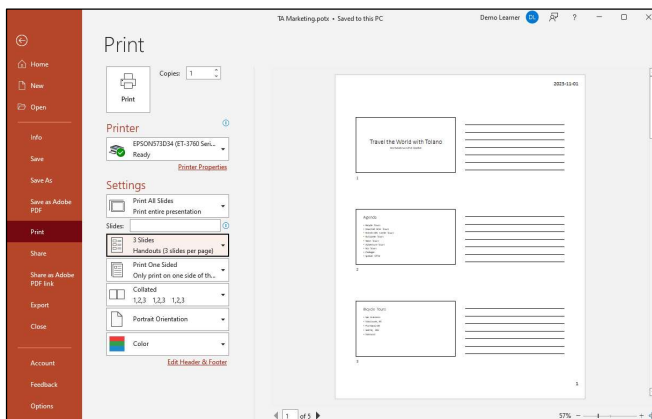 TA Marketing.potx • Saved to this PC
Demo Learner
DL
?
Home
New
Open
Info
Save
Save As
Save as Adobe
PDF
Print
Share
Share as Adobe
PDF link
Export
Close
Account
Feedback
Options
Print
Print
Copies: 1
Printer
EPSON573D34 (ET-3760 Seri...
Ready
Printer Properties
Settings
Print All Slides
Print entire presentation
Slides:
3 Slides
Handouts (3 slides per page)
Print One Sided
Only print on one side of th...
Collated
1,2,3 1,2,3 1,2,3
Portrait Orientation
Color
Edit Header & Footer
2023-11-01
Travel the World with Tolano
1
Agenda
2
Bicycle Tours
3
1
1 of 5
57%